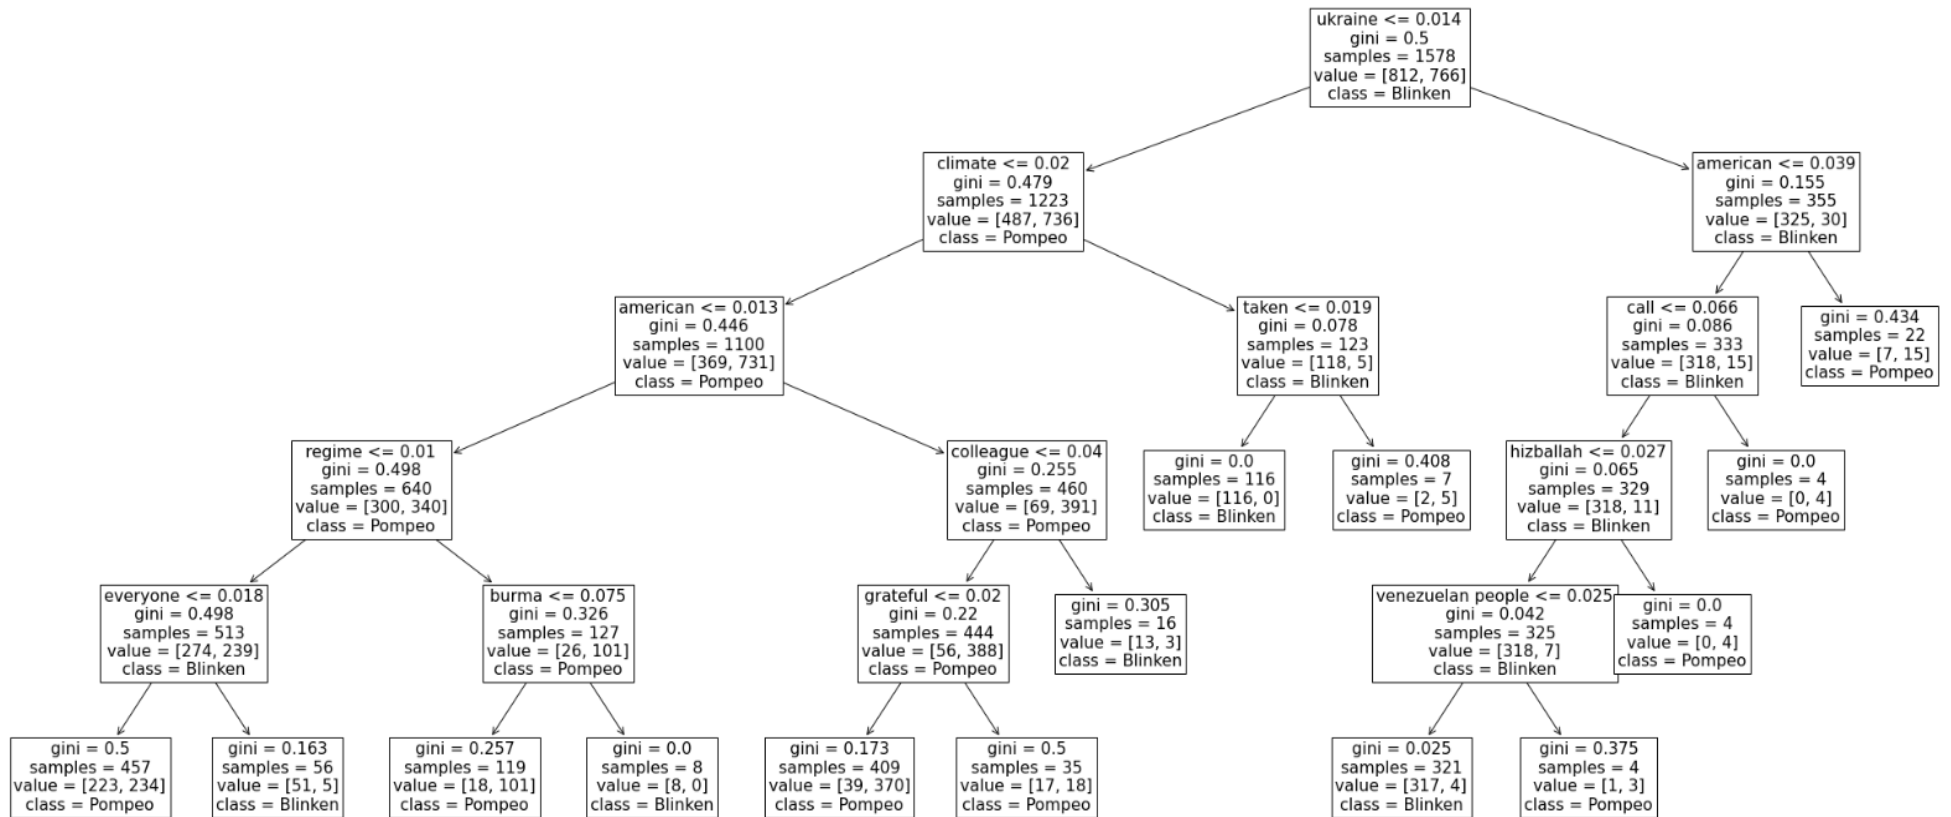 ukraine <= 0.014
gini = 0.5
samples = 1578
value = [812, 766]
class = Blinken
climate <= 0.02
gini = 0.479
samples = 1223
value = [487, 736]
class = Pompeo
american <= 0.039
gini = 0.155
samples = 355
value = [325, 30]
class = Blinken
american <= 0.013
gini = 0.446
samples = 1100
value = [369, 731]
class = Pompeo
taken <= 0.019
gini = 0.078
samples = 123
value = [118, 5]
class = Blinken
call <= 0.066
gini = 0.086
samples = 333
value = [318, 15]
class = Blinken
gini = 0.434
samples = 22
value = [7, 15]
class = Pompeo
regime <= 0.01
gini = 0.498
samples = 640
value = [300, 340]
class = Pompeo
colleague <= 0.04
gini = 0.255
samples = 460
value = [69, 391]
class = Pompeo
gini = 0.0
samples = 116
value = [116, 0]
class = Blinken
gini = 0.408
samples = 7
value = [2, 5]
class = Pompeo
hizballah <= 0.027
gini = 0.065
samples = 329
value = [318, 11]
class = Blinken
gini = 0.0
samples = 4
value = [0, 4]
class = Pompeo
everyone <= 0.018
gini = 0.498
samples = 513
value = [274, 239]
class = Blinken
burma <= 0.075
gini = 0.326
samples = 127
value = [26, 101]
class = Pompeo
grateful <= 0.02
gini = 0.22
samples = 444
value = [56, 388]
class = Pompeo
gini = 0.305
samples = 16
value = [13, 3]
class = Blinken
venezuelan people <= 0.025
gini = 0.042
samples = 325
value = [318, 7]
class = Blinken
gini = 0.0
samples = 4
value = [0, 4]
class = Pompeo
gini = 0.5
samples = 457
value = [223, 234]
class = Pompeo
gini = 0.163
samples = 56
value = [51, 5]
class = Blinken
gini = 0.257
samples = 119
value = [18, 101]
class = Pompeo
gini = 0.0
samples = 8
value = [8, 0]
class = Blinken
gini = 0.173
samples = 409
value = [39, 370]
class = Pompeo
gini = 0.5
samples = 35
value = [17, 18]
class = Pompeo
gini = 0.025
samples = 321
value = [317, 4]
class = Blinken
gini = 0.375
samples = 4
value = [1, 3]
class = Pompeo